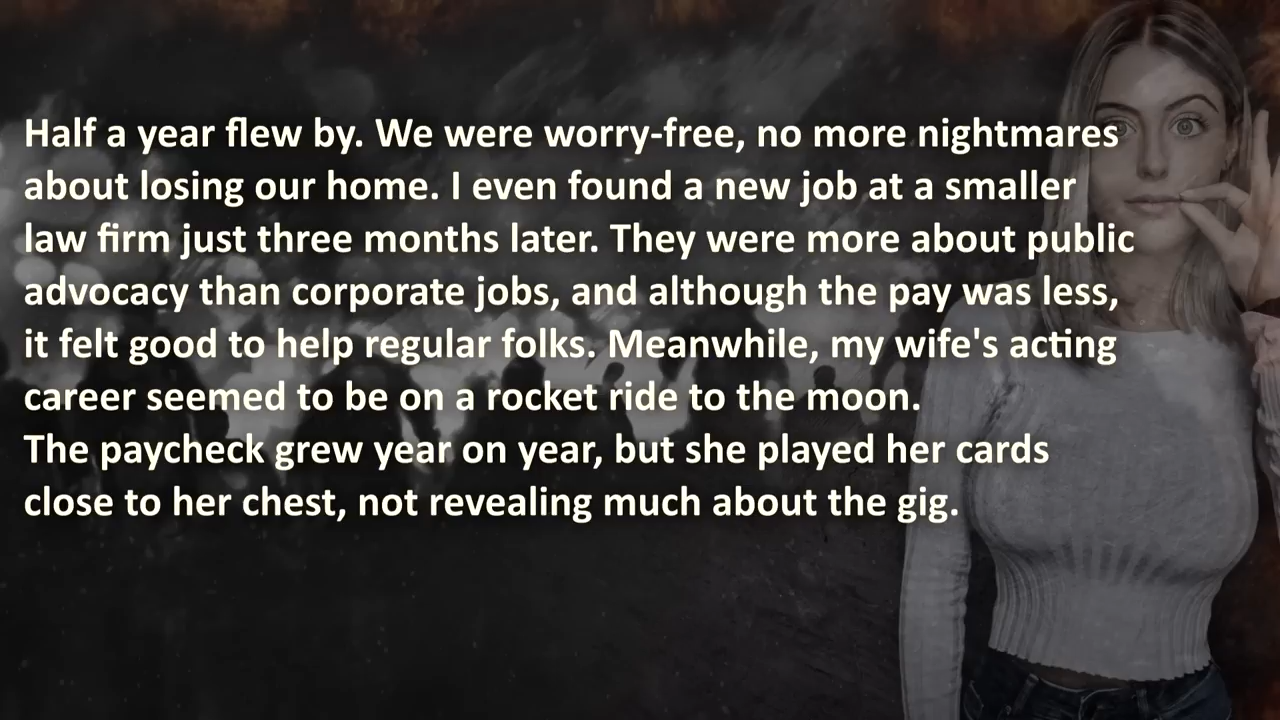 Half a year flew by. We were worry-free, no more nightmares
about losing our home. I even found a new job at a smaller
law firm just three months later. They were more about public
advocacy than corporate jobs, and although the pay was less,
it felt good to help regular folks. Meanwhile, my wife's acting
career seemed to be on a rocket ride to the moon.
The paycheck grew year on year, but she played her cards
close to her chest, not revealing much about the gig.